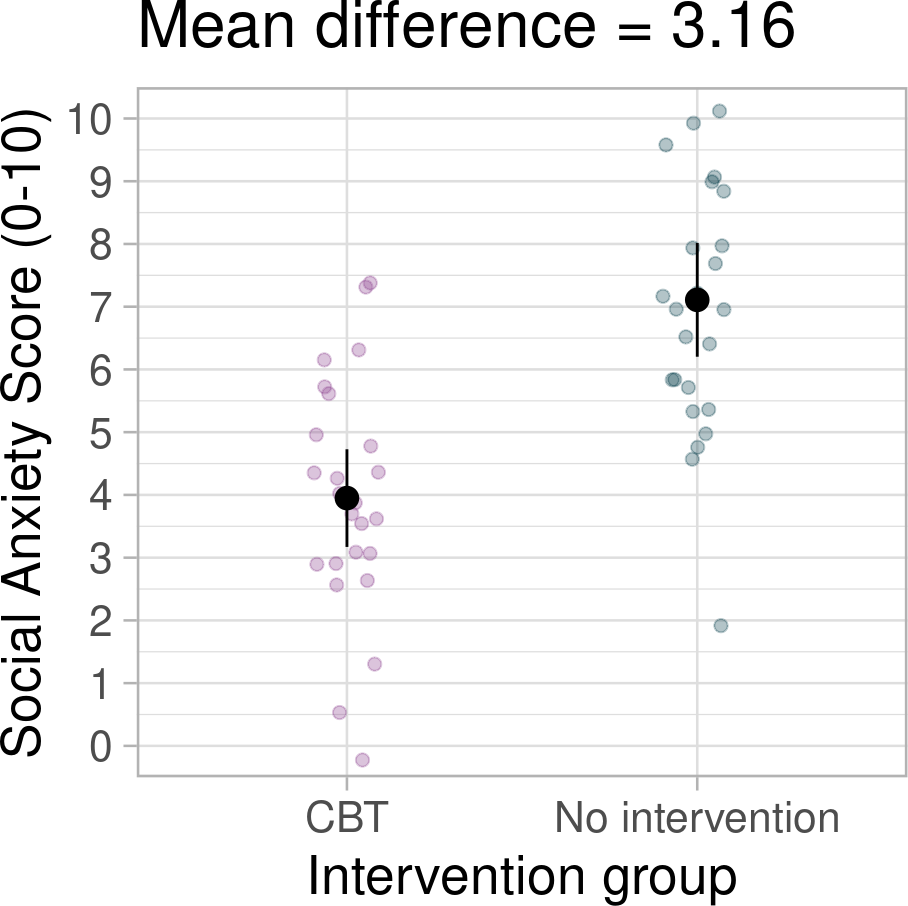 Mean difference = 3.16
Social Anxiety Score (0-10)
10
9
8
7
6
5
4
3
2
1
0
CBT
No intervention
Intervention group